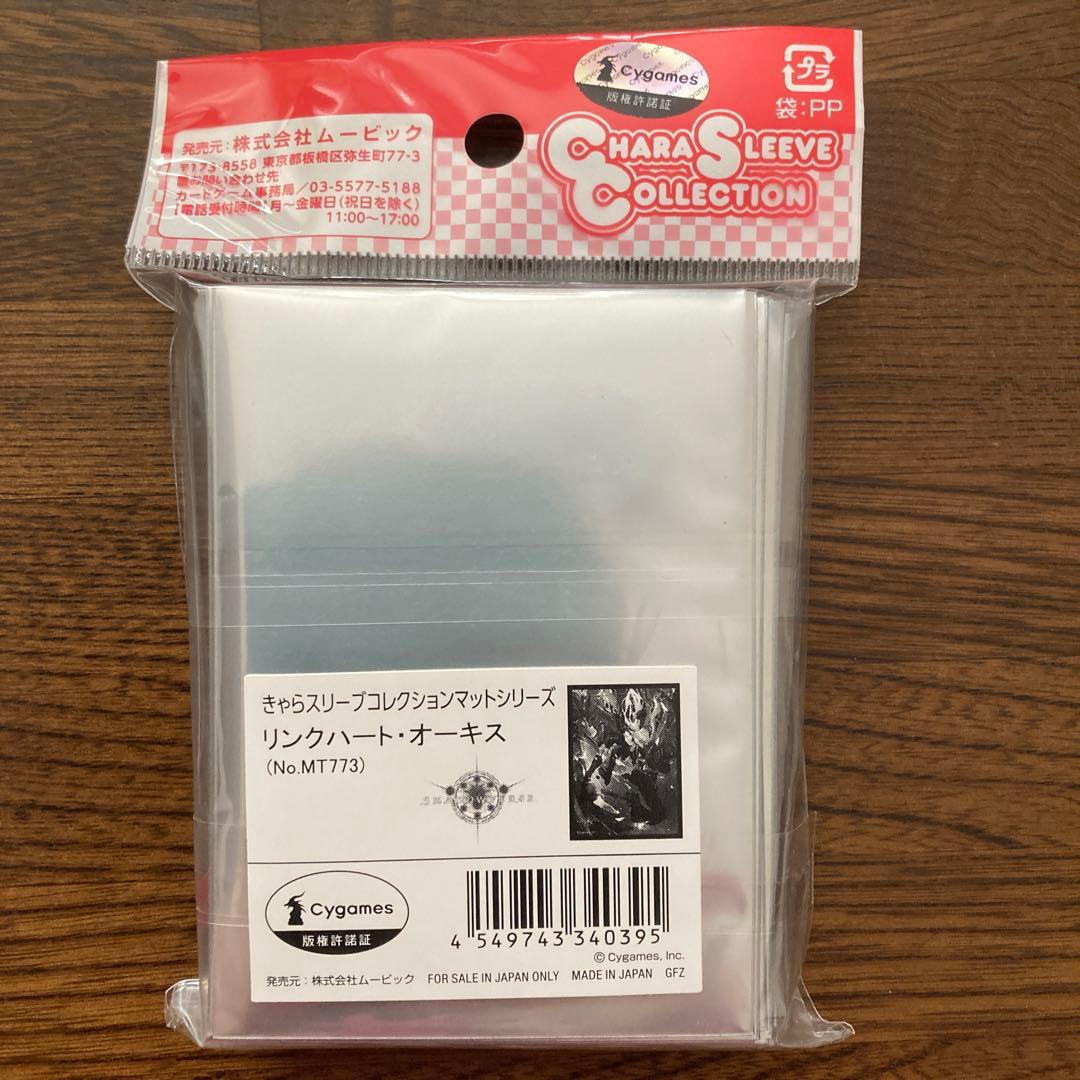 Cygames
版権許諾証
プラ
袋:PP
CHARA SLEEVE
COLLECTION
発売元:株式会社ムービック
〒173-8558 東京都板橋区弥生町77-3
■お問い合わせ先
カードゲーム事務局/03-5577-5188
【電話受付時間】月~金曜日(祝日を除く)
11:00~17:00
きゃらスリーブコレクションマットシリーズ
リンクハート・オーキス
(No.MT773)
SHADOWVERSE
Cygames
版権許諾証
4 549743 340395
© Cygames, Inc.
発売元:株式会社ムービック FOR SALE IN JAPAN ONLY MADE IN JAPAN GFZ